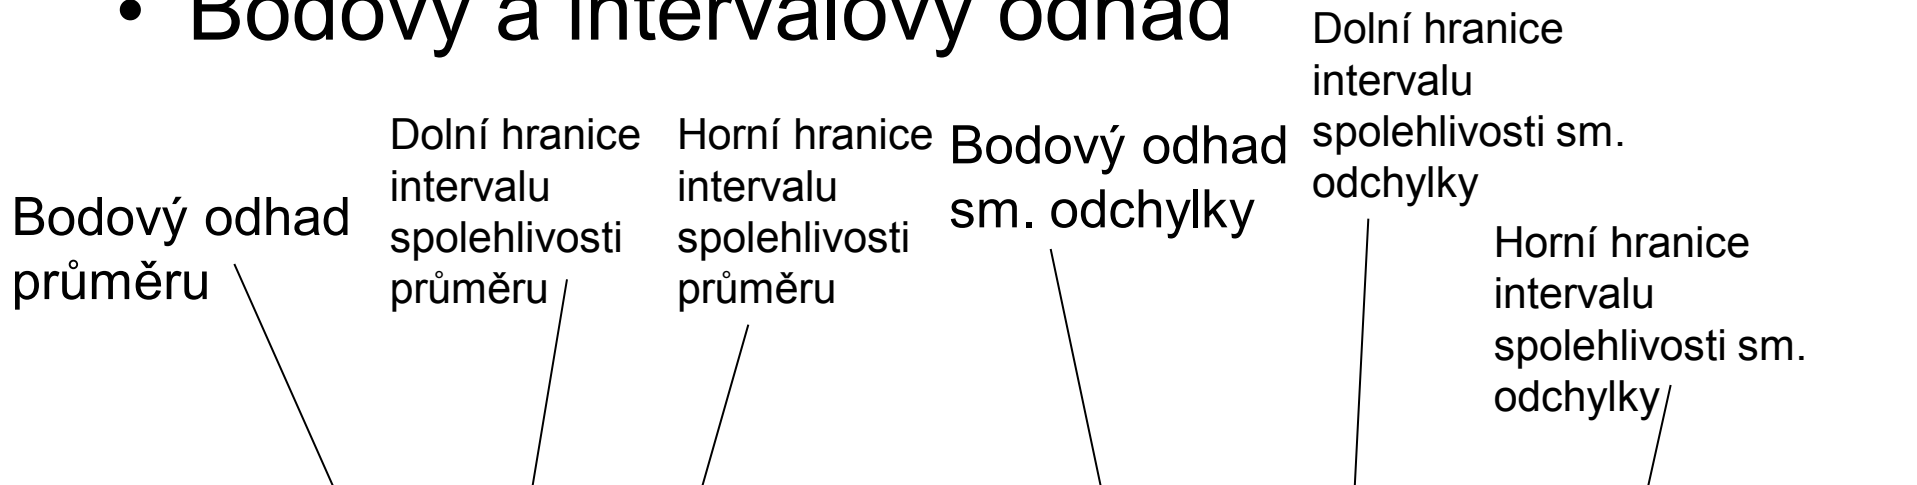 • Bodový a intervalový odhad
Bodový odhad
průměru
Dolní hranice
intervalu
spolehlivosti
průměru
Horní hranice
intervalu
spolehlivosti
průměru
Bodový odhad
sm. odchylky
Dolní hranice
intervalu
spolehlivosti sm.
odchylky
Horní hranice
intervalu
spolehlivosti sm.
odchylky